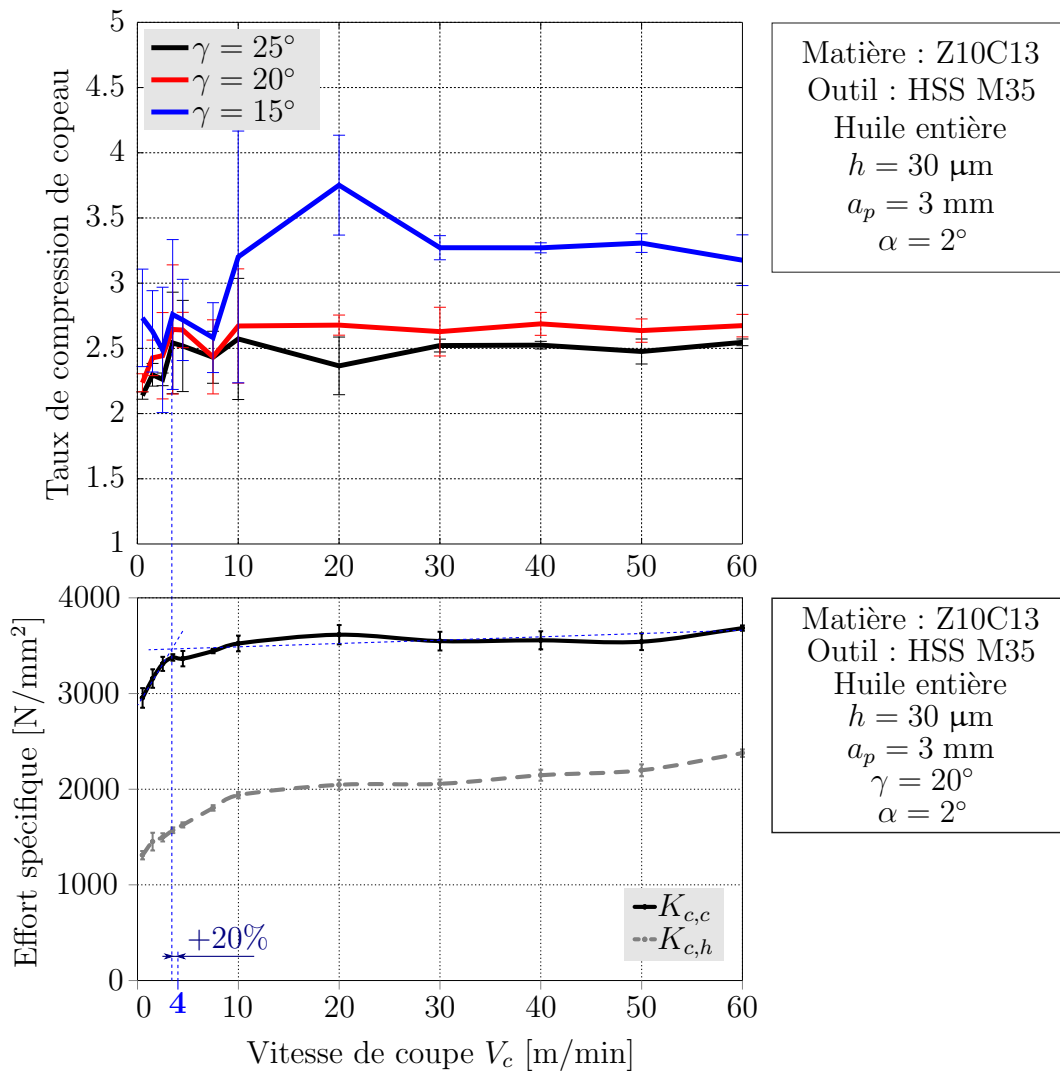 5
4.5
4
3.5
3
2.5
2
1.5
1
Taux de compression de copeau
γ = 25°
γ = 20°
γ = 15°
0 10 20 30 40 50 60
Matière : Z10C13
Outil : HSS M35
Huile entière
h = 30 µm
a_p = 3 mm
α = 2°
4000
3000
2000
1000
0
Effort spécifique [N/mm²]
+20%
K_{c,c}
K_{c,h}
0 4 10 20 30 40 50 60
Vitesse de coupe V_c [m/min]
Matière : Z10C13
Outil : HSS M35
Huile entière
h = 30 µm
a_p = 3 mm
γ = 20°
α = 2°